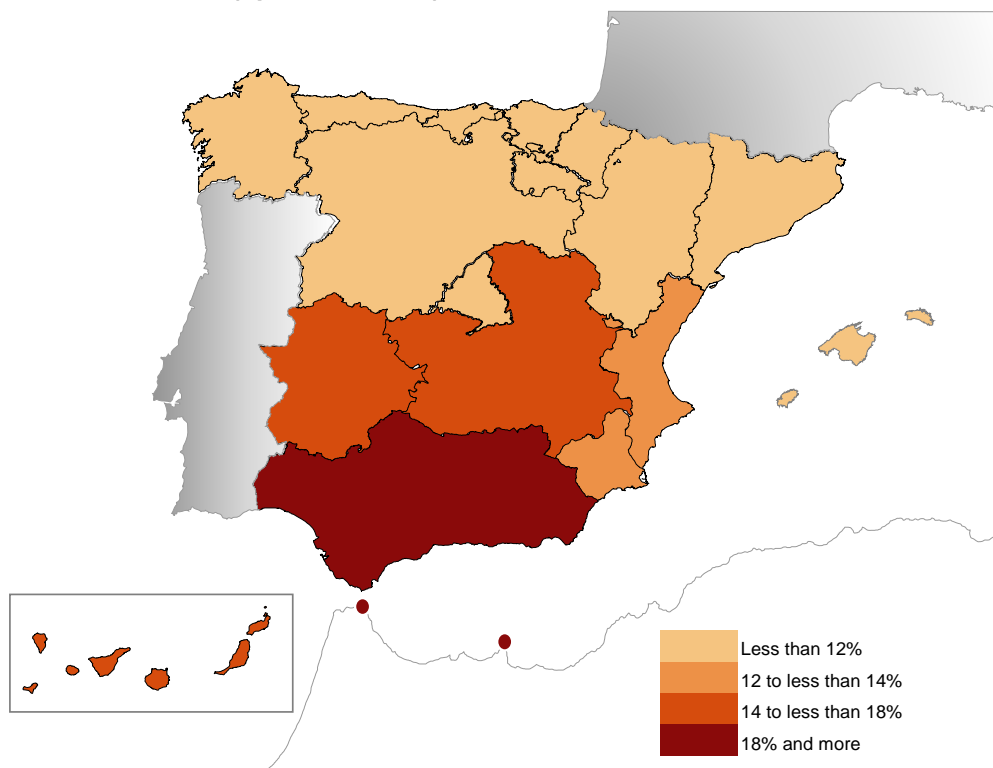 Less than 12%
12 to less than 14%
14 to less than 18%
18% and more